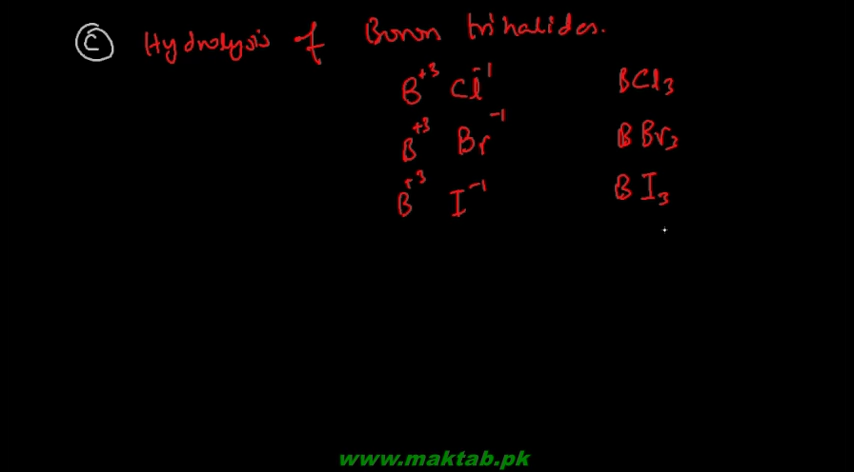 C Hydrolysis of Boron trihalides.
B+3 Cl-1 BCl3
B+3 Br-1 BBr3
B+3 I-1 BI3
www.maktab.pk